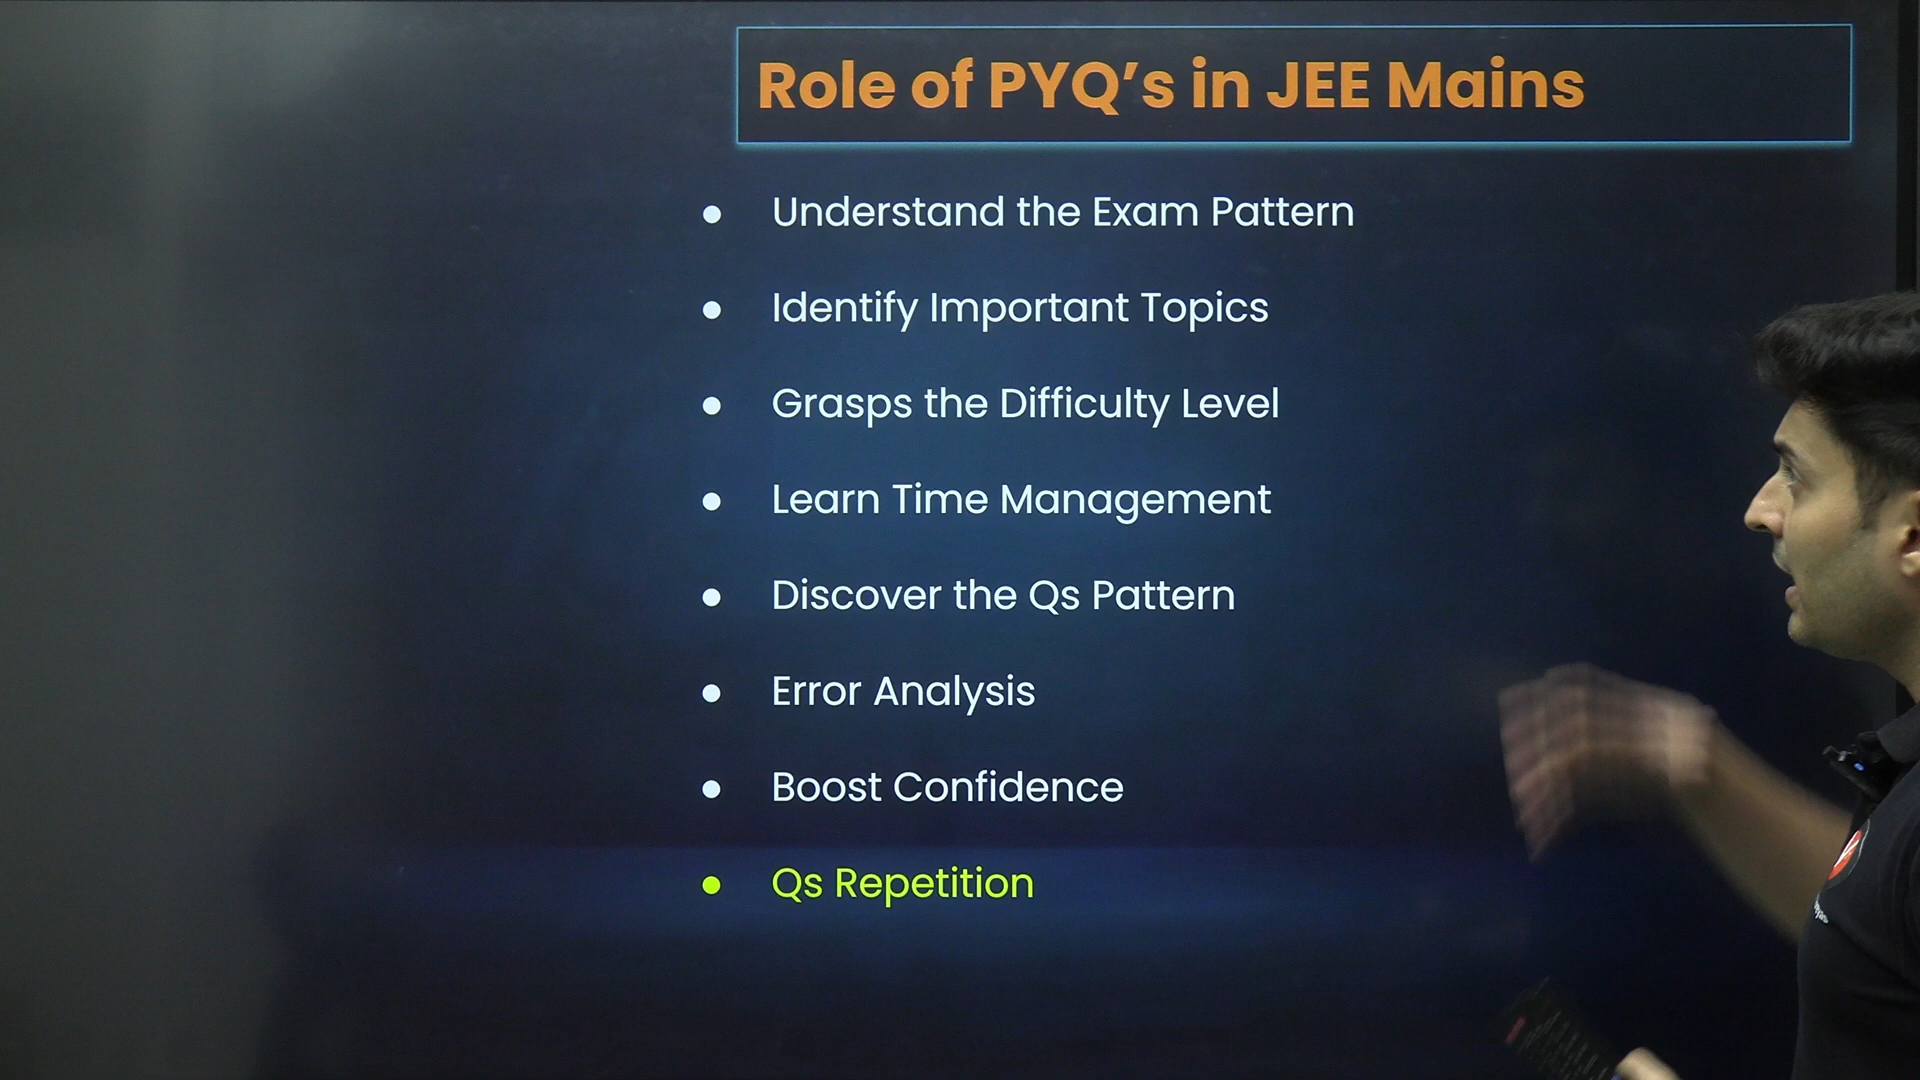 Role of PYQ’s in JEE Mains
● Understand the Exam Pattern
● Identify Important Topics
● Grasps the Difficulty Level
● Learn Time Management
● Discover the Qs Pattern
● Error Analysis
● Boost Confidence
● Qs Repetition